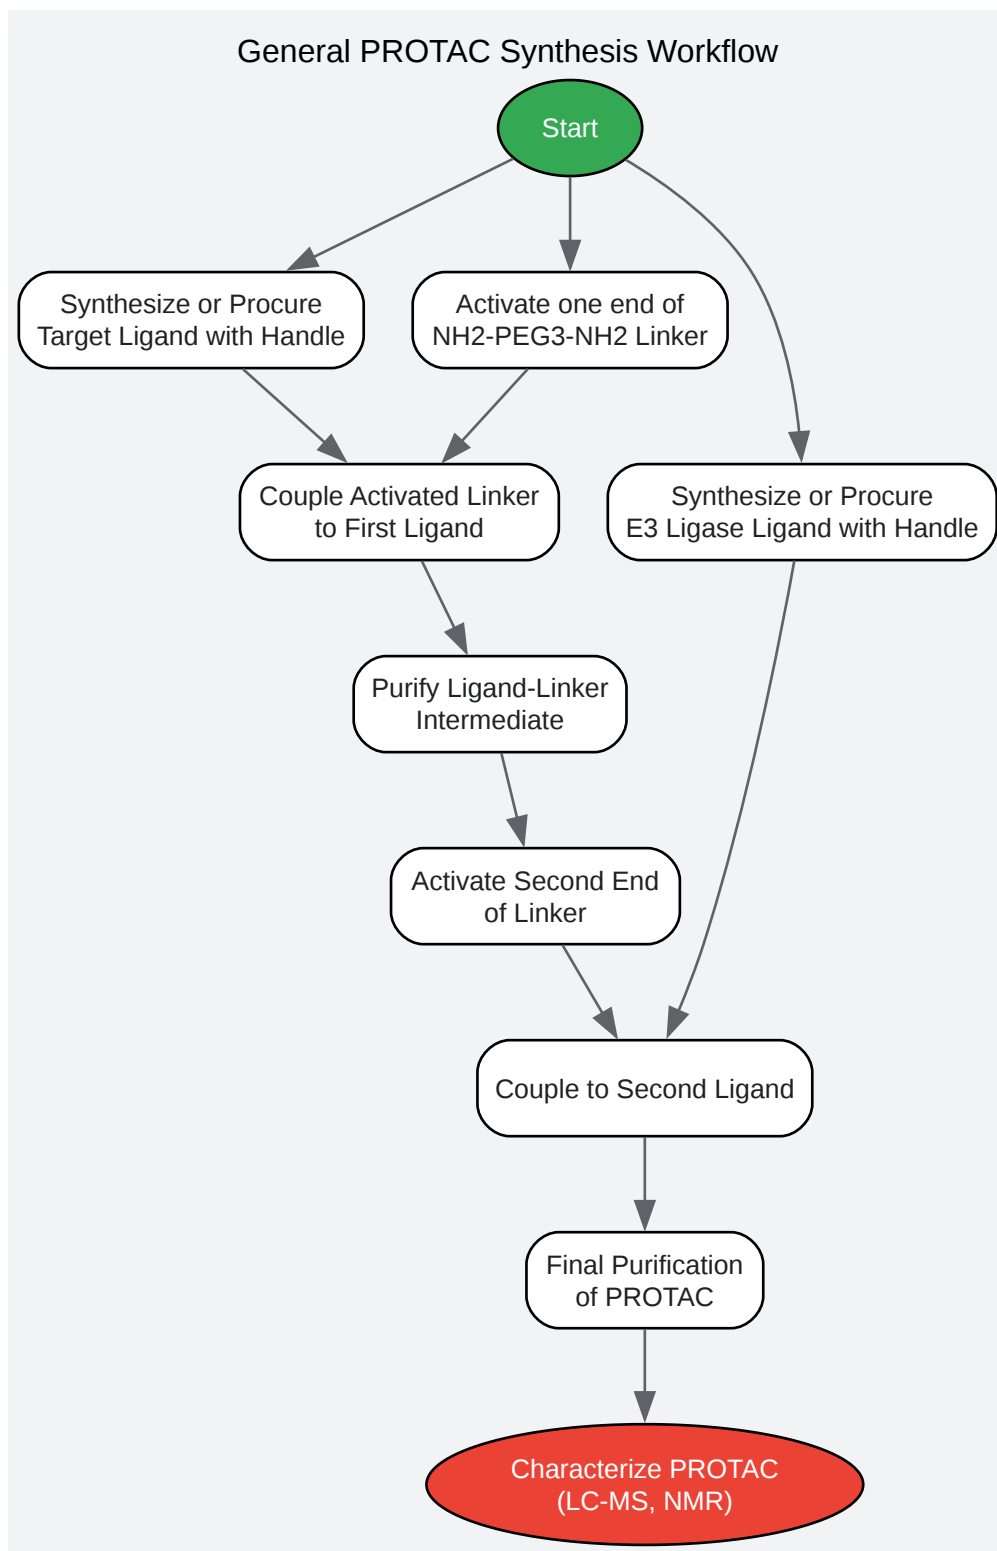 General PROTAC Synthesis Workflow
Start
Synthesize or Procure
Target Ligand with Handle
Activate one end of
NH2-PEG3-NH2 Linker
Couple Activated Linker
to First Ligand
Synthesize or Procure
E3 Ligase Ligand with Handle
Purify Ligand-Linker
Intermediate
Activate Second End
of Linker
Couple to Second Ligand
Final Purification
of PROTAC
Characterize PROTAC
(LC-MS, NMR)